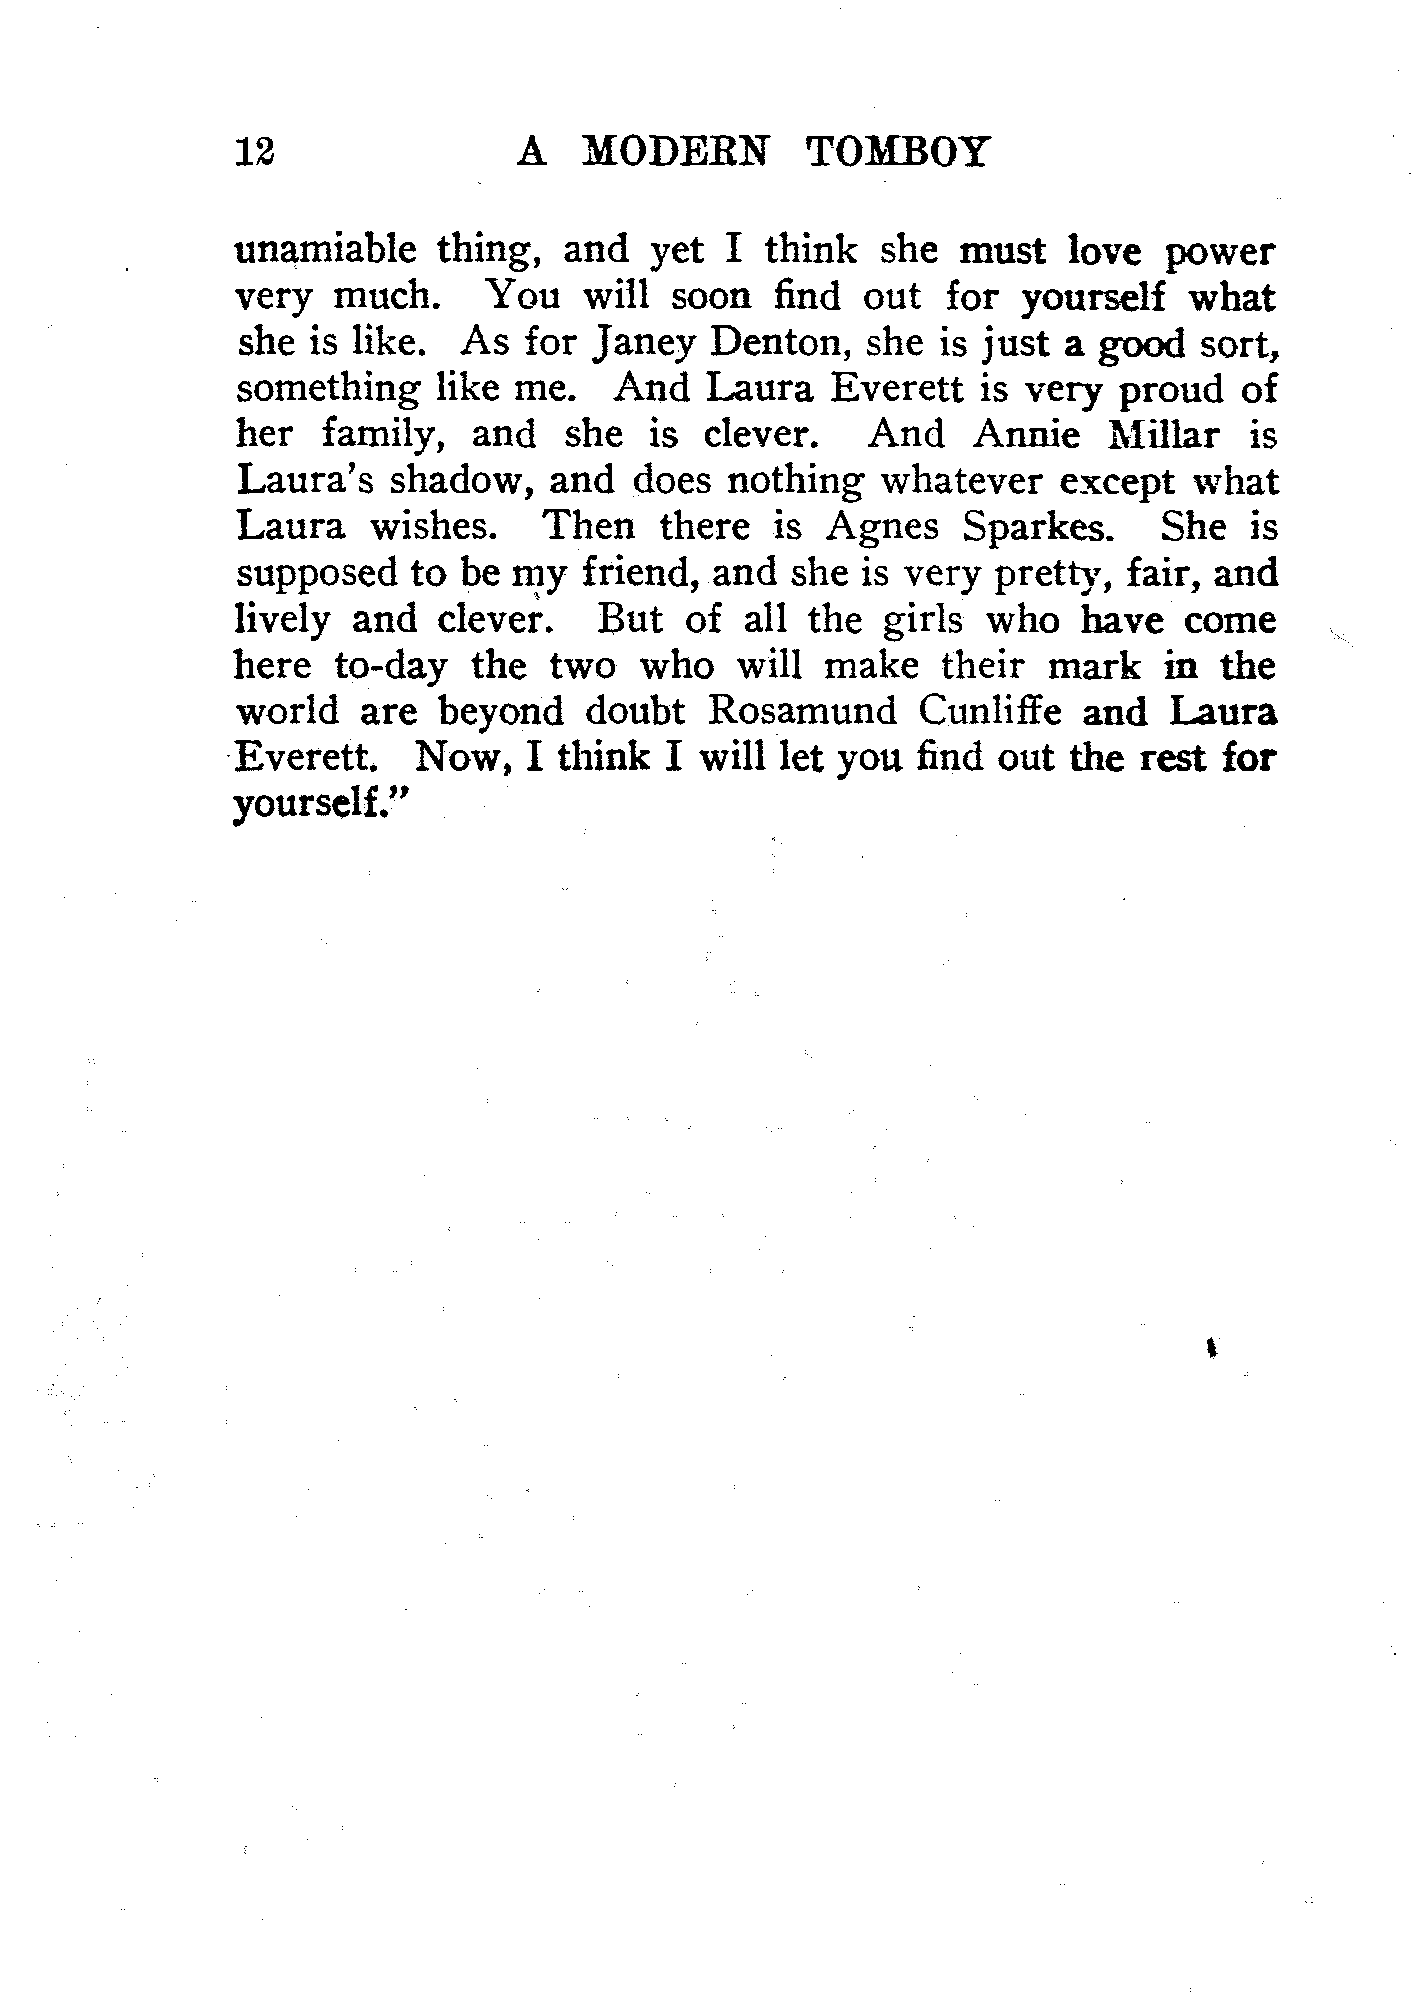 12 A MODERN TOMBOY
unamiable thing, and yet I think she must love power
very much. You will soon find out for yourself what
she is like. As for Janey Denton, she is just a good sort,
something like me. And Laura Everett is very proud of
her family, and she is clever. And Annie Millar is
Laura's shadow, and does nothing whatever except what
Laura wishes. Then there is Agnes Sparkes. She is
supposed to be my friend, and she is very pretty, fair, and
lively and clever. But of all the girls who have come
here to-day the two who will make their mark in the
world are beyond doubt Rosamund Cunliffe and Laura
Everett. Now, I think I will let you find out the rest for
yourself."